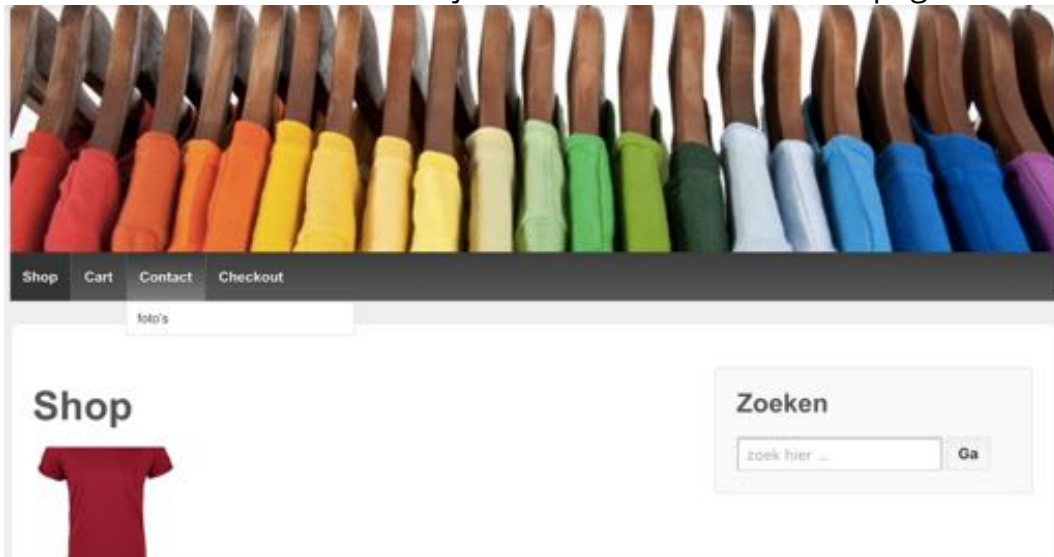 Shop Cart Contact Checkout
foto's
Shop
Zoeken
zoek hier ...
Ga